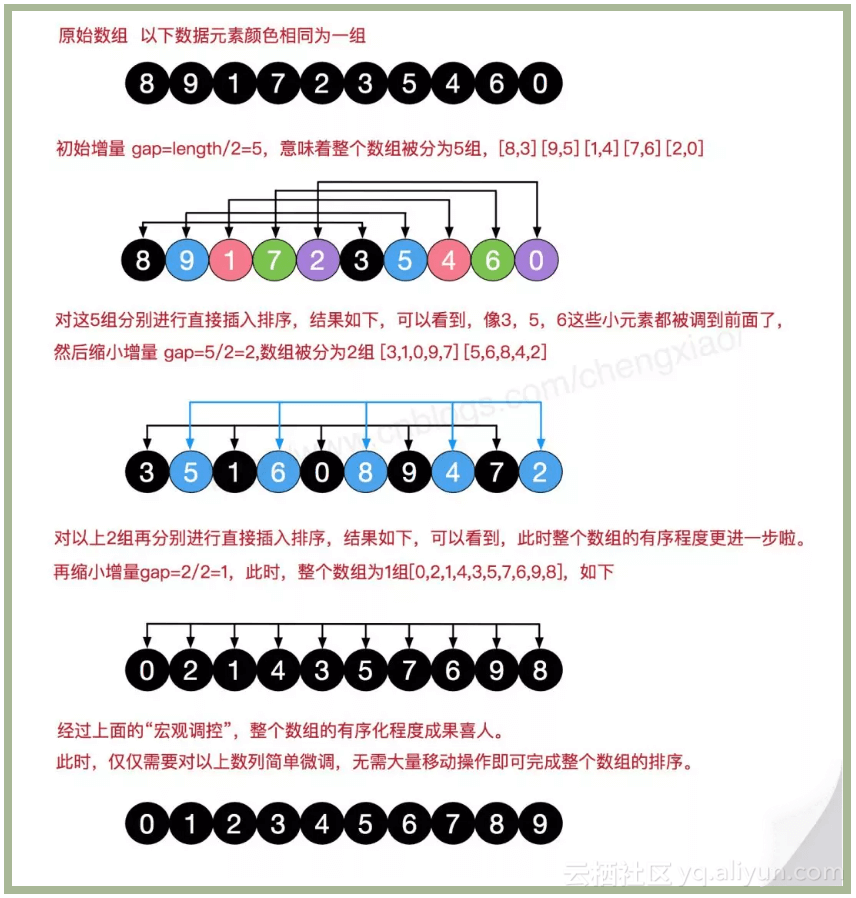 原始数组 以下数据元素颜色相同为一组
8 9 1 7 2 3 5 4 6 0
初始增量 gap=length/2=5，意味着整个数组被分为5组，[8,3] [9,5] [1,4] [7,6] [2,0]
8 9 1 7 2 3 5 4 6 0
对这5组分别进行直接插入排序，结果如下，可以看到，像3，5，6这些小元素都被调到前面了，
然后缩小增量 gap=5/2=2,数组被分为2组 [3,1,0,9,7] [5,6,8,4,2]
www.cnblogs.com/chengxiao/
3 5 1 6 0 8 9 4 7 2
对以上2组再分别进行直接插入排序，结果如下，可以看到，此时整个数组的有序程度更进一步啦。
再缩小增量gap=2/2=1，此时，整个数组为1组[0,2,1,4,3,5,7,6,9,8]，如下
0 2 1 4 3 5 7 6 9 8
经过上面的“宏观调控”，整个数组的有序化程度成果喜人。
此时，仅仅需要对以上数列简单微调，无需大量移动操作即可完成整个数组的排序。
0 1 2 3 4 5 6 7 8 9
云栖社区 yq.aliyun.com